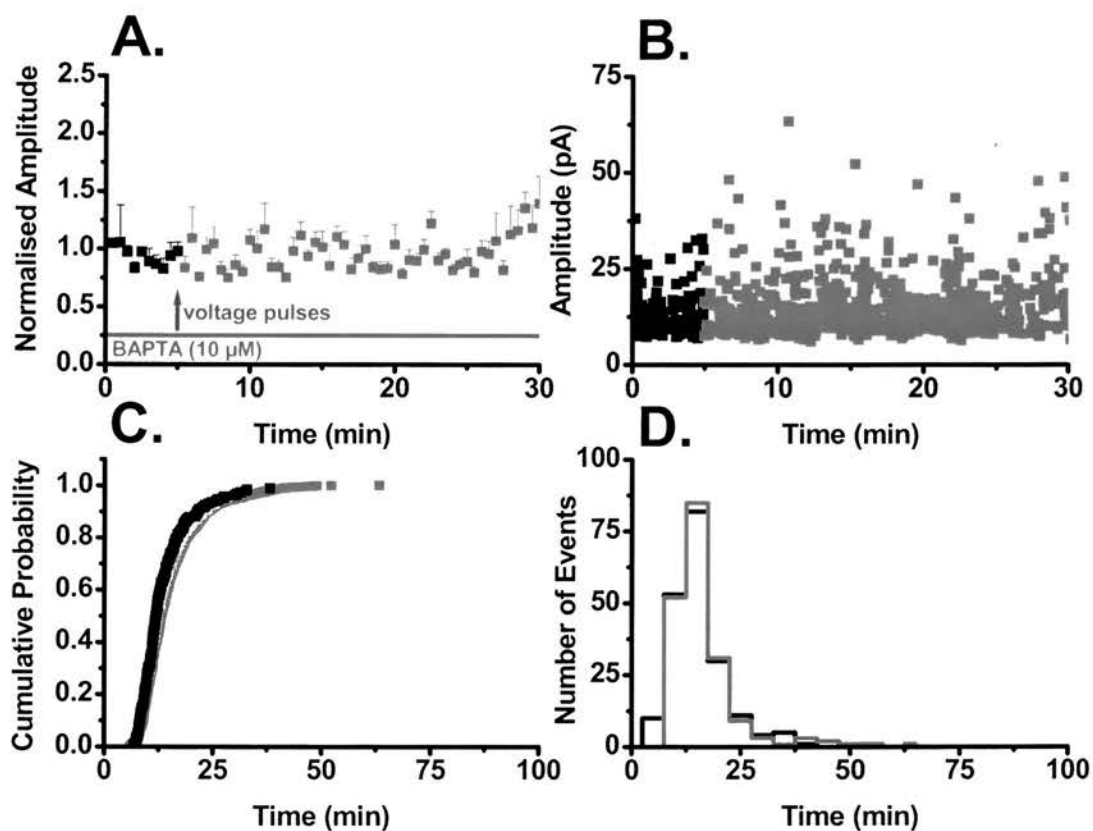 A.
Normalised Amplitude
2.5
2.0
1.5
1.0
0.5
0.0
voltage pulses
BAPTA (10 µM)
0 10 20 30
Time (min)
B.
Amplitude (pA)
75
50
25
0
0 10 20 30
Time (min)
C.
Cumulative Probability
1.0
0.8
0.6
0.4
0.2
0.0
0 25 50 75 100
Time (min)
D.
Number of Events
100
75
50
25
0
0 25 50 75 100
Time (min)